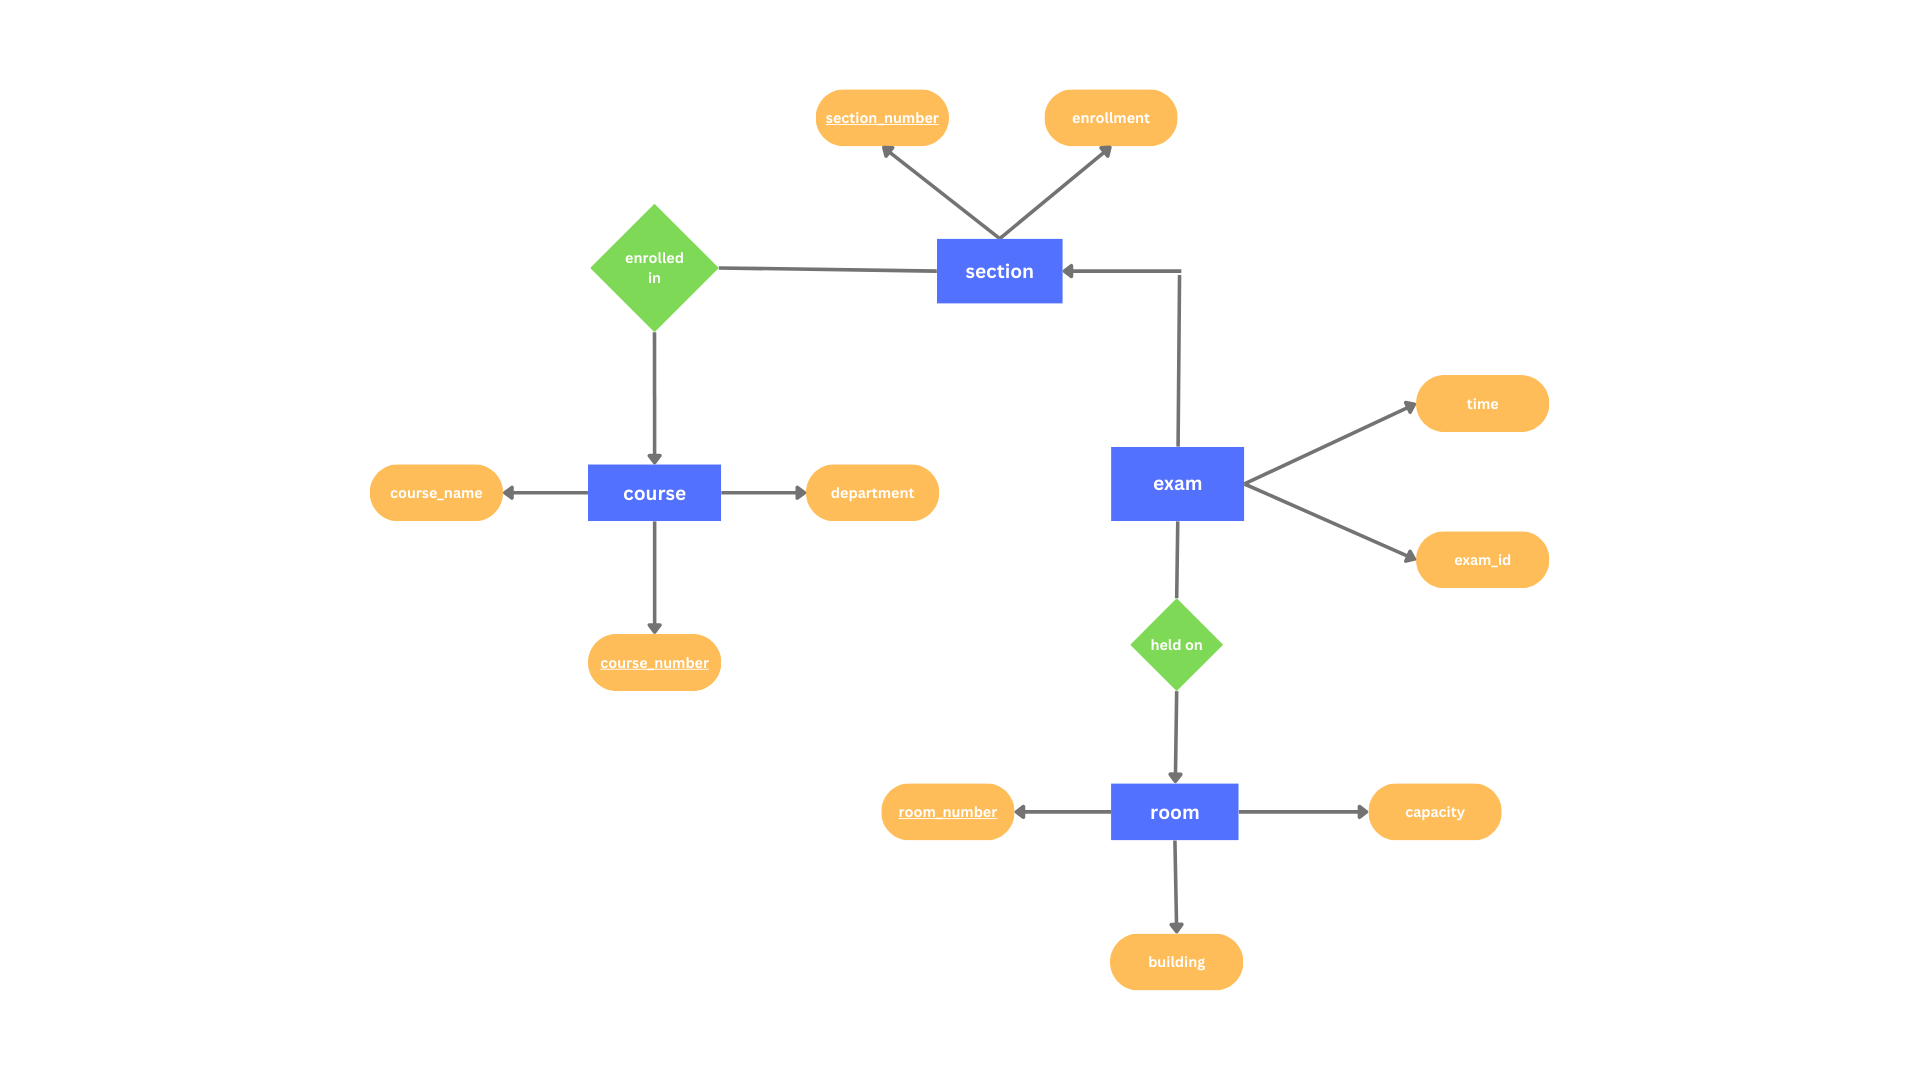 section_number
enrollment
enrolled
in
section
time
course_name
course
department
exam
exam_id
held on
course_number
room_number
room
capacity
building